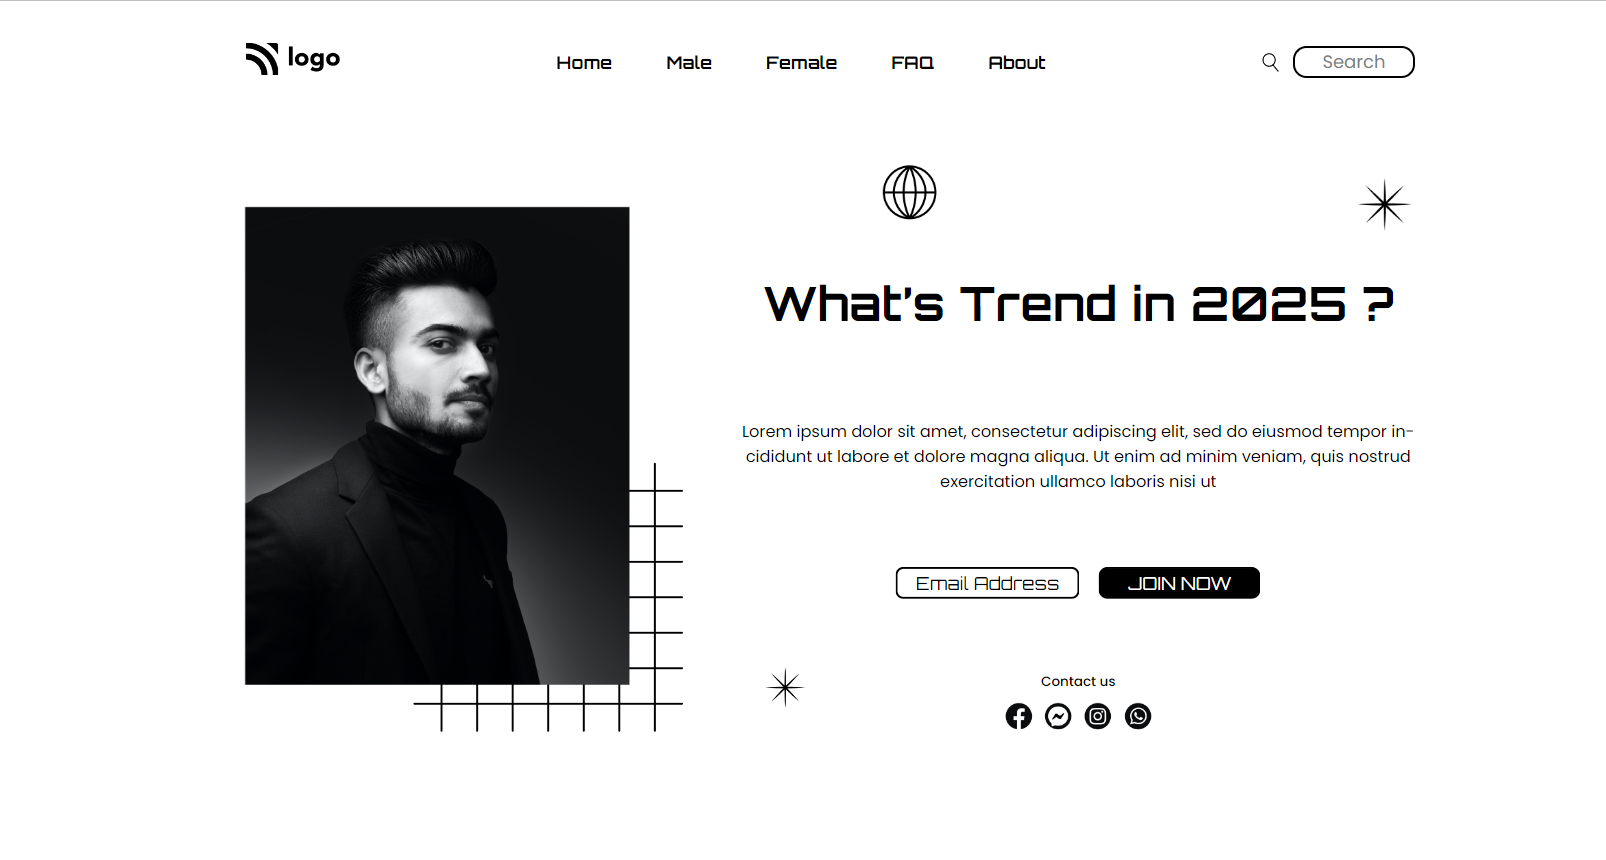 logo
Home Male Female FAQ About
Search
What's Trend in 2025 ?
Lorem ipsum dolor sit amet, consectetur adipiscing elit, sed do eiusmod tempor in-
cididunt ut labore et dolore magna aliqua. Ut enim ad minim veniam, quis nostrud
exercitation ullamco laboris nisi ut
Email Address JOIN NOW
Contact us